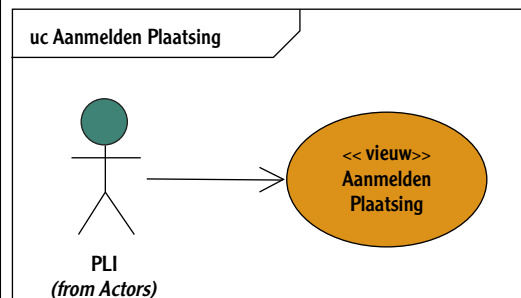 uc Aanmelden Plaatsing
<< vieuw>>
Aanmelden
Plaatsing
PLI
(from Actors)